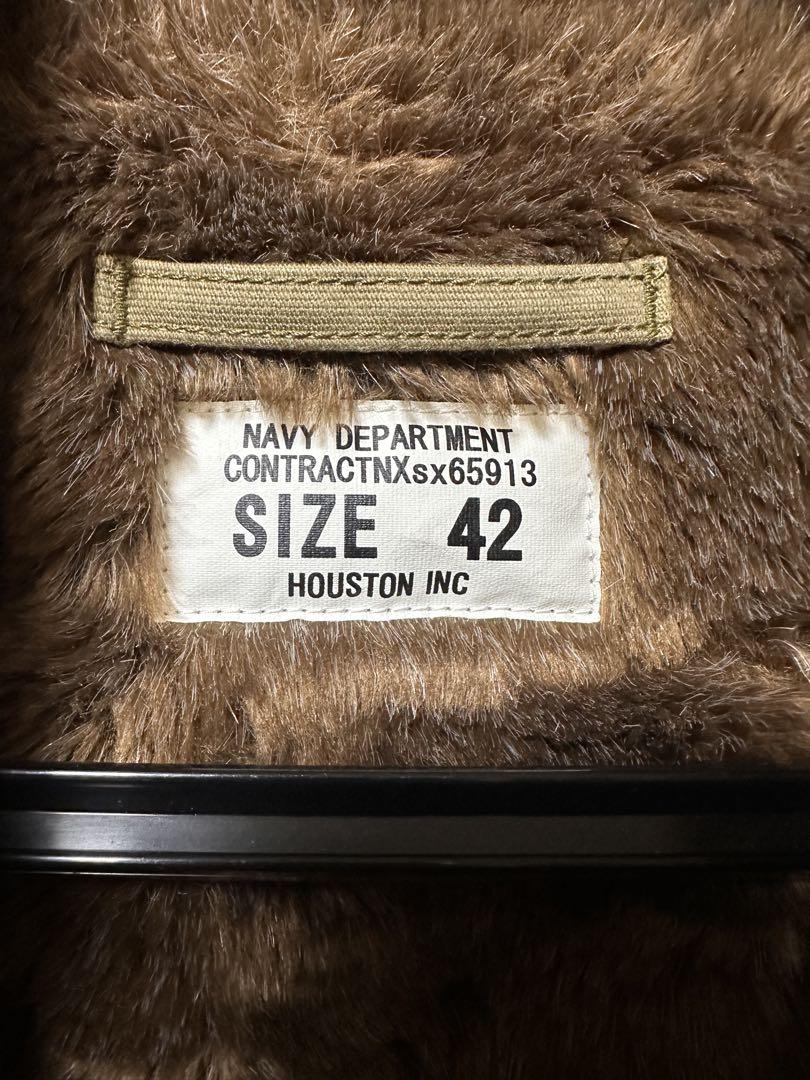 NAVY DEPARTMENT
CONTRACTNXsx65913
SIZE 42
HOUSTON INC